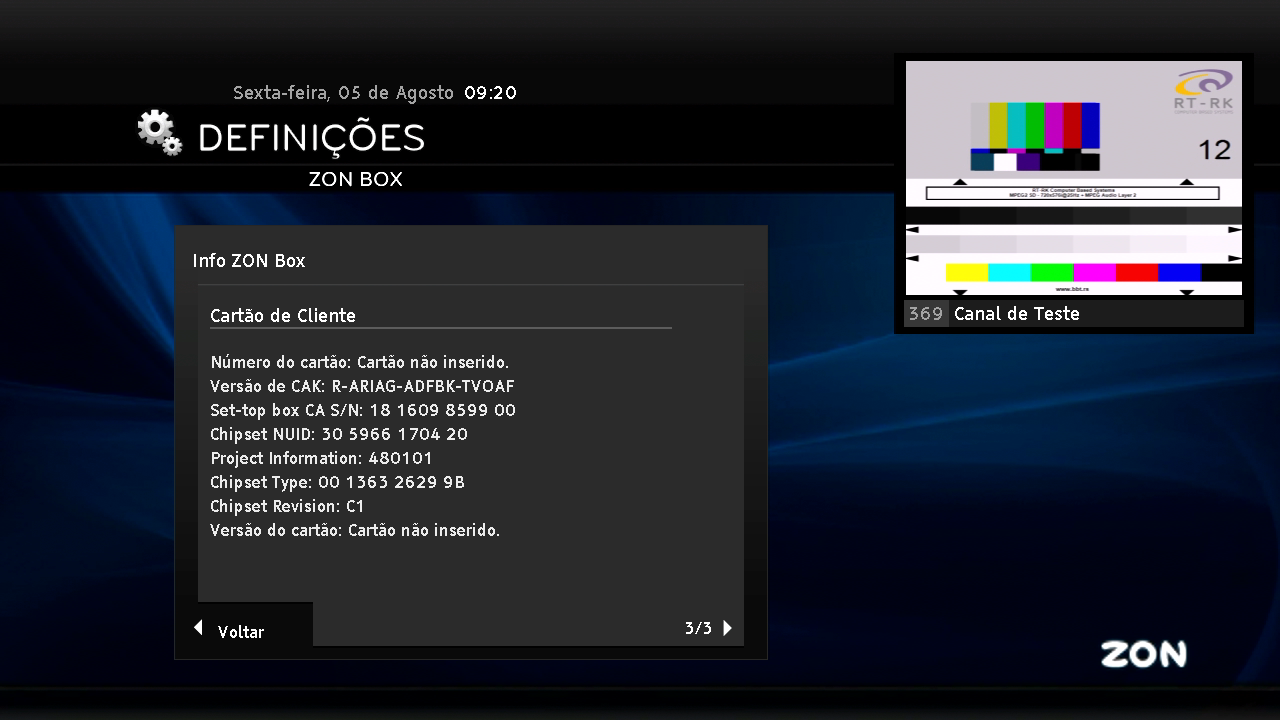 Sexta-feira, 05 de Agosto 09:20
DEFINIÇÕES
ZON BOX
RT-RK
COMPUTER BASED SYSTEMS
12
RT-RK Computer Based Systems
MPEG2 SD - 720x576i@25Hz + MPEG Audio Layer 2
www.bbt.rs
369 Canal de Teste
Info ZON Box
Cartão de Cliente
Número do cartão: Cartão não inserido.
Versão de CAK: R-ARIAG-ADFBK-TVOAF
Set-top box CA S/N: 18 1609 8599 00
Chipset NUID: 30 5966 1704 20
Project Information: 480101
Chipset Type: 00 1363 2629 9B
Chipset Revision: C1
Versão do cartão: Cartão não inserido.
Voltar
3/3
ZON